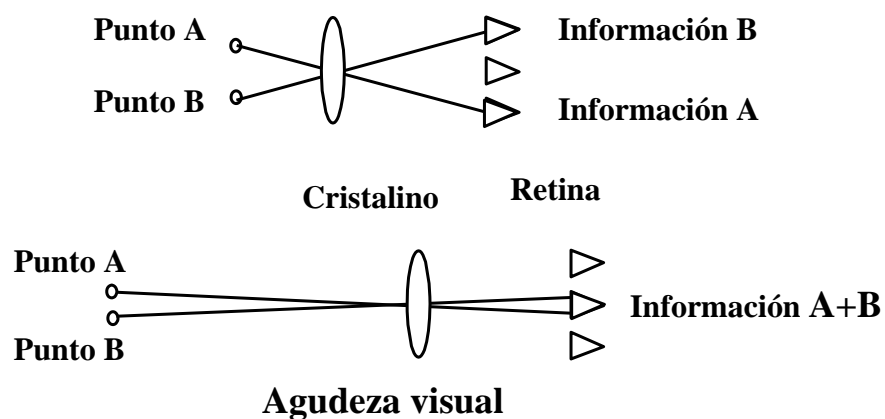 Punto A
Información B
Punto B
Información A
Cristalino
Retina
Punto A
Información A+B
Punto B
Agudeza visual